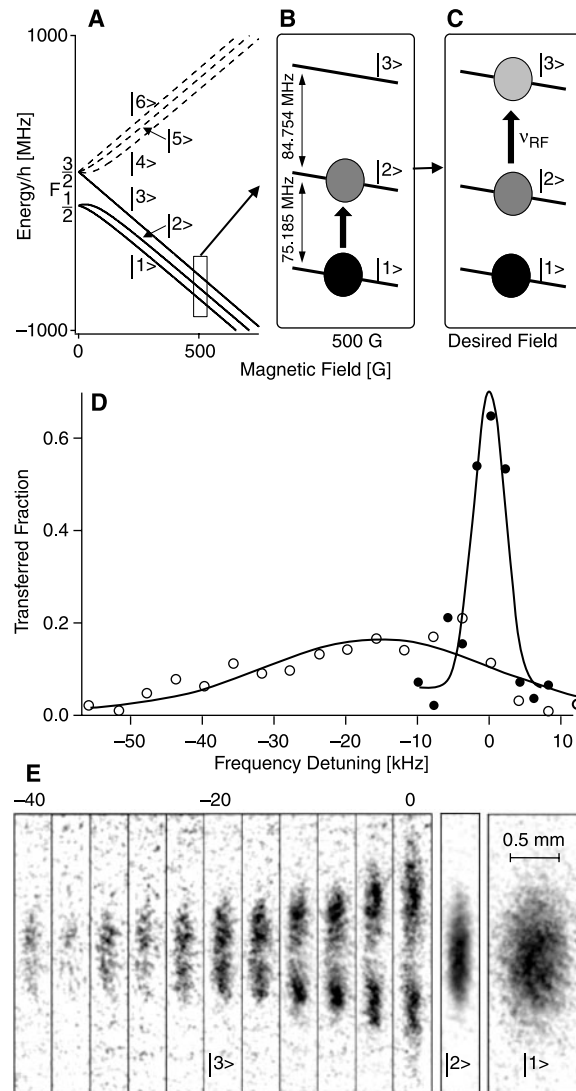 A
1000
Energy/h [MHz]
|6>
|5>
|4>
3/2
F
1/2
|3>
|2>
|1>
−1000
0
500
Magnetic Field [G]
B
|3>
84.754 MHz
|2>
75.185 MHz
|1>
500 G
C
|3>
νRF
|2>
|1>
Desired Field
D
Transferred Fraction
0.6
0.4
0.2
0.0
−50
−40
−30
−20
−10
0
10
Frequency Detuning [kHz]
E
−40
−20
0
0.5 mm
|3>
|2>
|1>